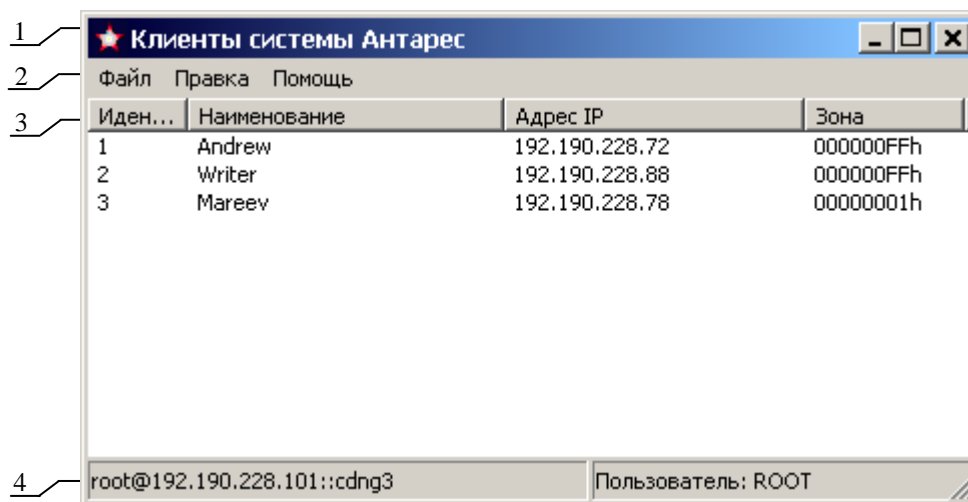 1 Клиенты системы Антарес
2 Файл Правка Помощь
3 Иден... Наименование Адрес IP Зона
1 Andrew 192.190.228.72 000000FFh
2 Writer 192.190.228.88 000000FFh
3 Mareev 192.190.228.78 00000001h
4 root@192.190.228.101::cdng3 Пользователь: ROOT